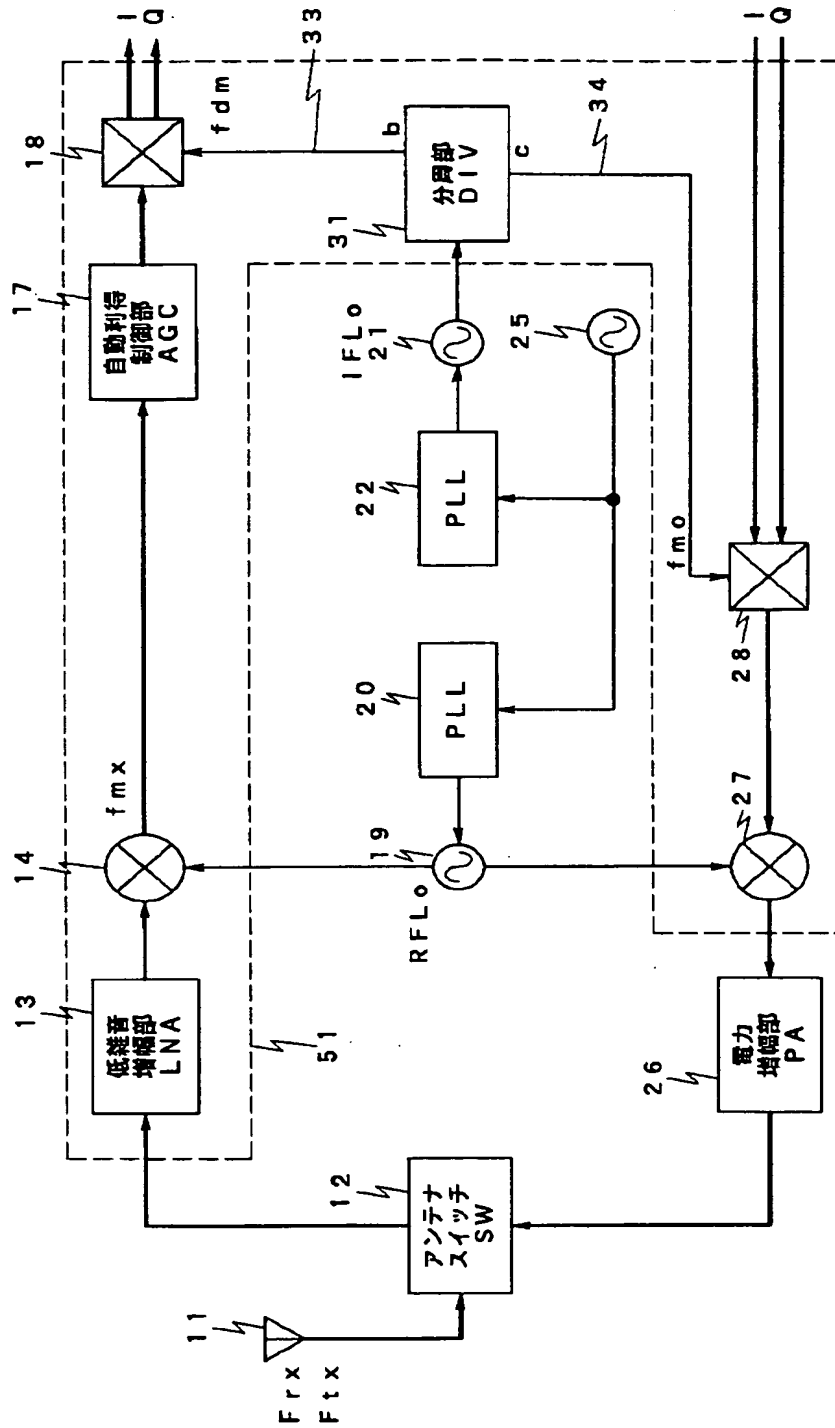 11
Frx
Ftx
12
アンテナ
スイッチ
SW
13
低雑音
増幅部
LNA
14
fmx
17
自動利得
制御部
AGC
18
I
Q
fdm
33
b
分周部
DIV
c
31
34
51
RFLo
19
20
PLL
22
PLL
IFLo
21
25
fmo
26
電力
増幅部
PA
27
28
I
Q